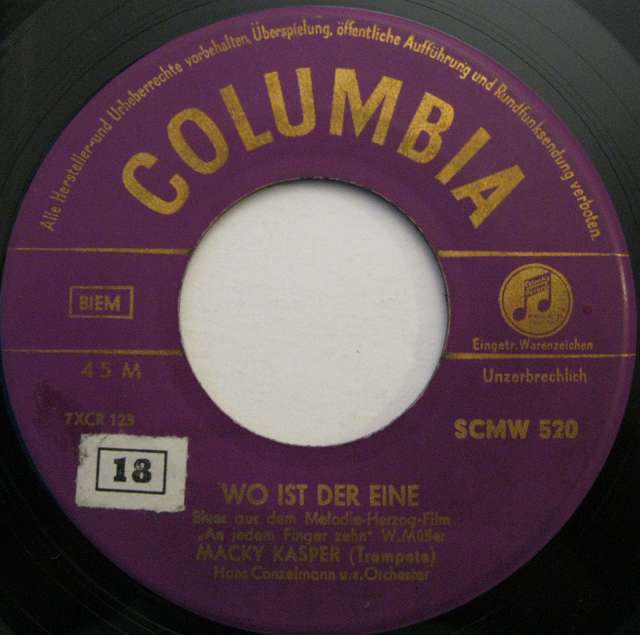 Alle Hersteller- und Urheberrechte vorbehalten. Überspielung, öffentliche Aufführung und Rundfunksendung verboten.
COLUMBIA
BIEM
Eingetr. Warenzeichen
45 M
Unzerbrechlich
7XCR 123
SCMW 520
18
WO IST DER EINE
Blues aus dem Melodie-Herzog-Film
„An jedem Finger zehn“ W. Müller
MACKY KASPER (Trompete)
Hans Conzelmann u. s. Orchester